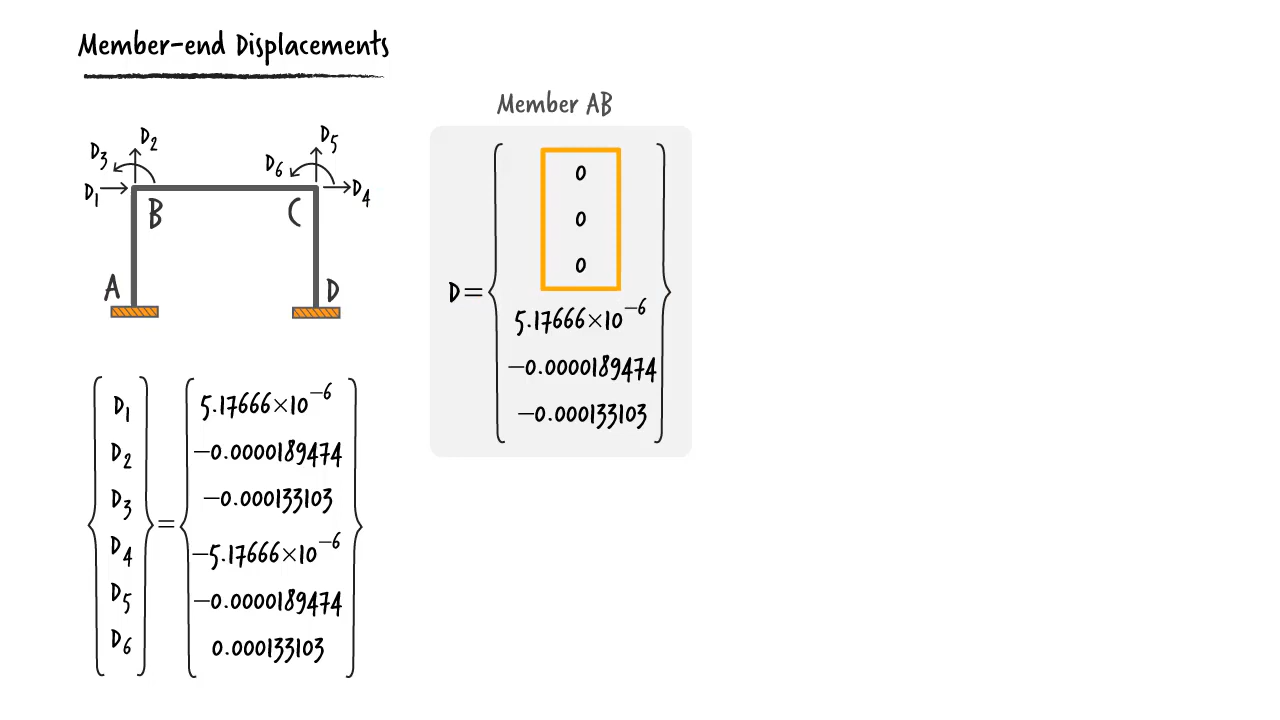 Member-end Displacements
Member AB
D₃ D₂ D₆ D₅
D₁ D₄
B C
A D
D = { 0
0
0
5.17666×10⁻⁶
−0.0000189474
−0.000133103 }
D₁ 5.17666×10⁻⁶
D₂ −0.0000189474
D₃ −0.000133103
=
D₄ −5.17666×10⁻⁶
D₅ −0.0000189474
D₆ 0.000133103